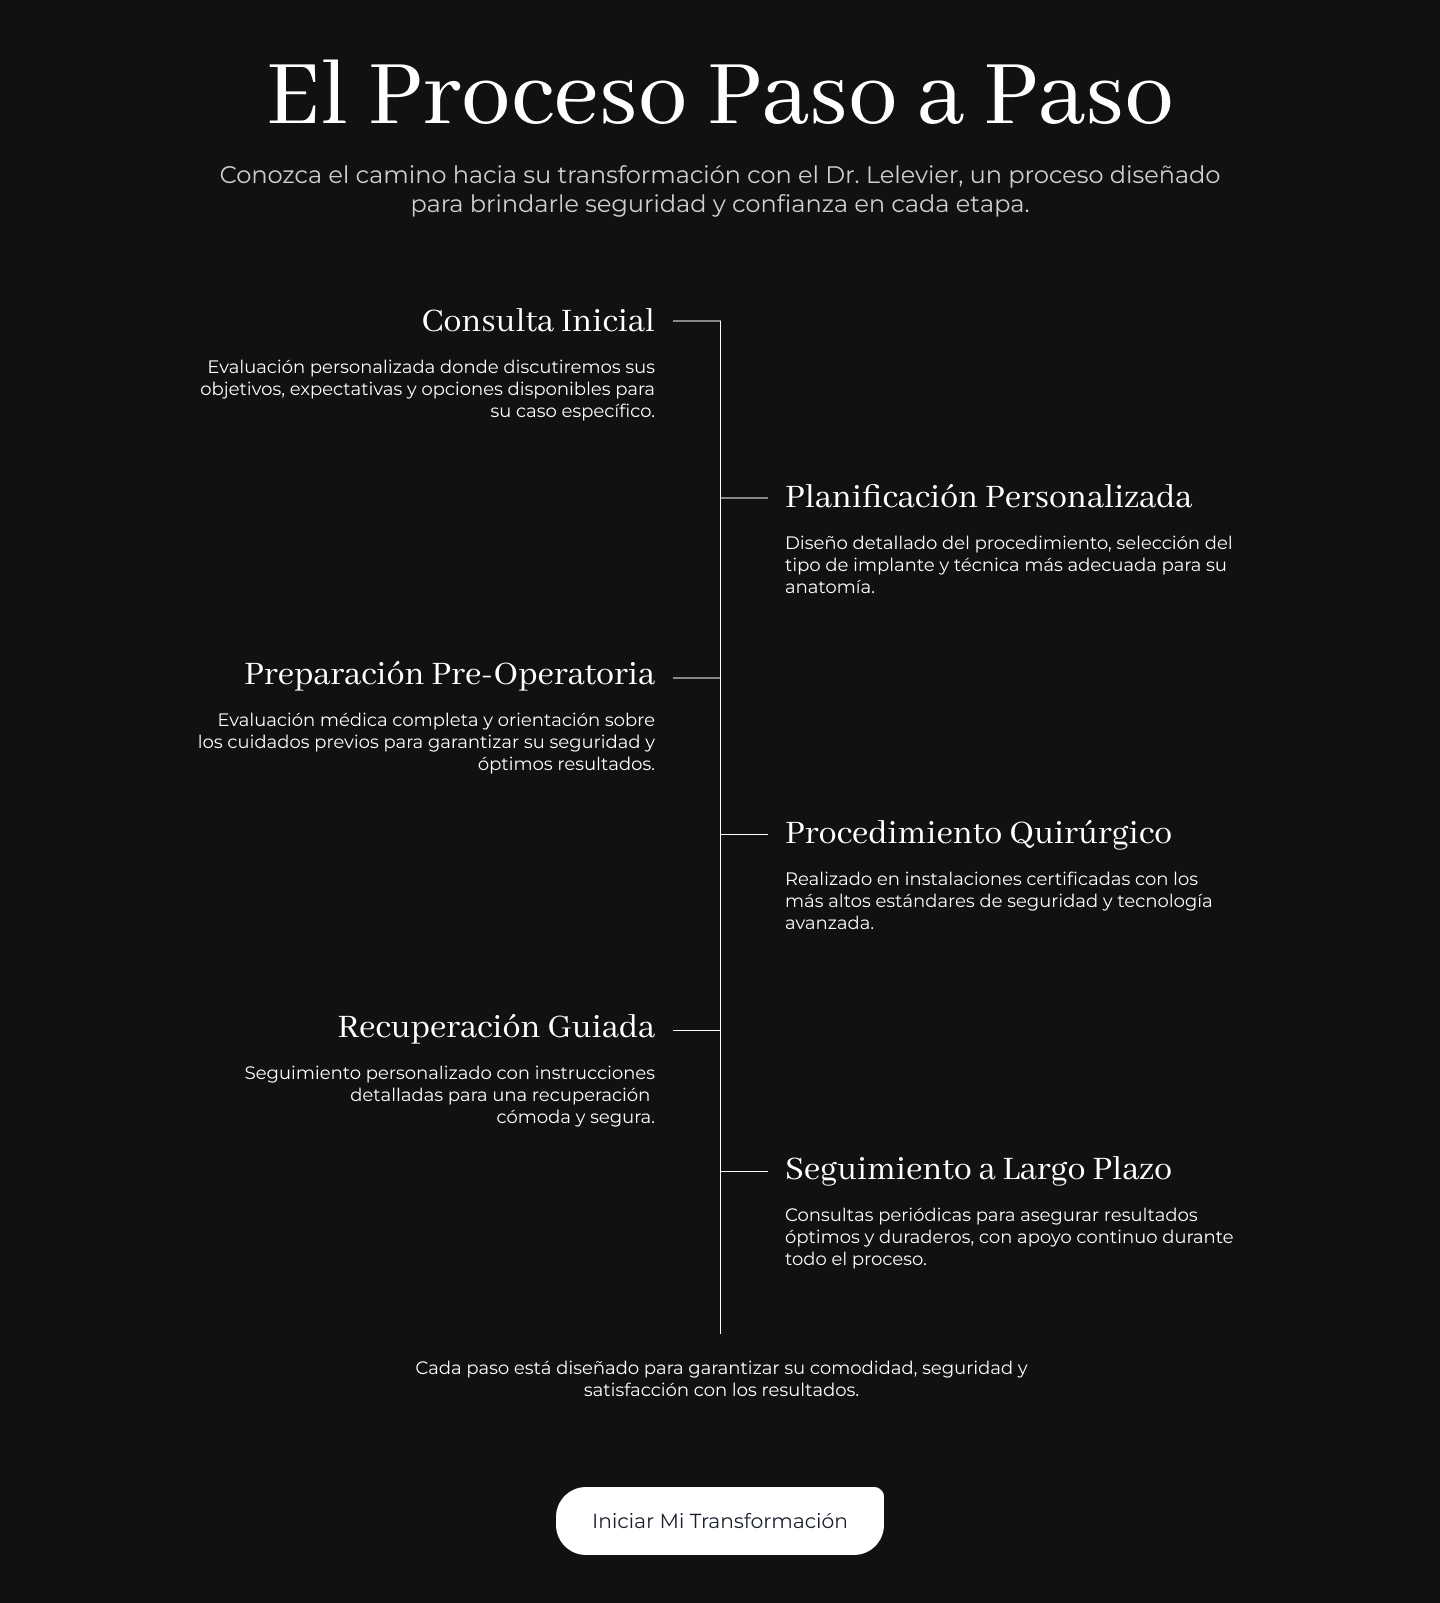 El Proceso Paso a Paso
Conozca el camino hacia su transformación con el Dr. Lelevier, un proceso diseñado
para brindarle seguridad y confianza en cada etapa.
Consulta Inicial
Evaluación personalizada donde discutiremos sus
objetivos, expectativas y opciones disponibles para
su caso específico.
Planificación Personalizada
Diseño detallado del procedimiento, selección del
tipo de implante y técnica más adecuada para su
anatomía.
Preparación Pre-Operatoria
Evaluación médica completa y orientación sobre
los cuidados previos para garantizar su seguridad y
óptimos resultados.
Procedimiento Quirúrgico
Realizado en instalaciones certificadas con los
más altos estándares de seguridad y tecnología
avanzada.
Recuperación Guiada
Seguimiento personalizado con instrucciones
detalladas para una recuperación
cómoda y segura.
Seguimiento a Largo Plazo
Consultas periódicas para asegurar resultados
óptimos y duraderos, con apoyo continuo durante
todo el proceso.
Cada paso está diseñado para garantizar su comodidad, seguridad y
satisfacción con los resultados.
Iniciar Mi Transformación